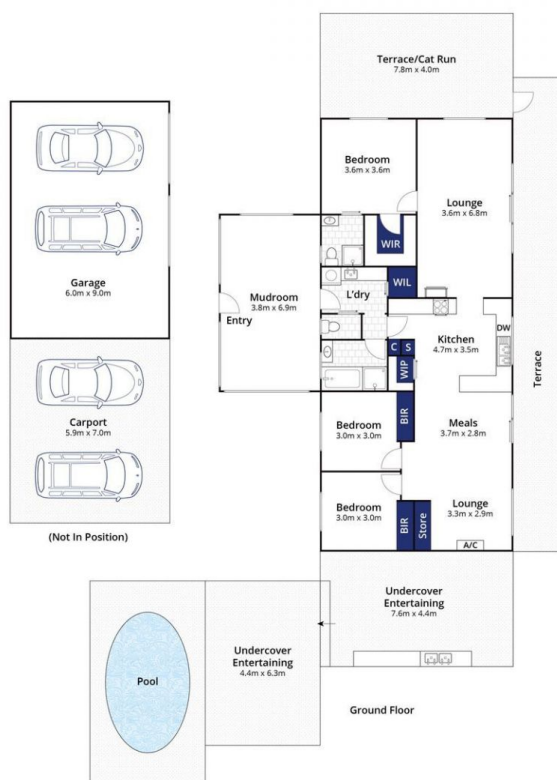 Terrace/Cat Run
7.8m x 4.0m
Bedroom
3.6m x 3.6m
Lounge
3.6m x 6.8m
WIR
Garage
6.0m x 9.0m
Mudroom
3.8m x 6.9m
Entry
L'dry
WIL
Kitchen
4.7m x 3.5m
DW
C
S
WIP
Terrace
Carport
5.9m x 7.0m
(Not In Position)
Bedroom
3.0m x 3.0m
BIR
Meals
3.7m x 2.8m
Bedroom
3.0m x 3.0m
BIR
Store
Lounge
3.3m x 2.9m
A/C
Undercover
Entertaining
7.6m x 4.4m
Undercover
Entertaining
4.4m x 6.3m
Pool
Ground Floor